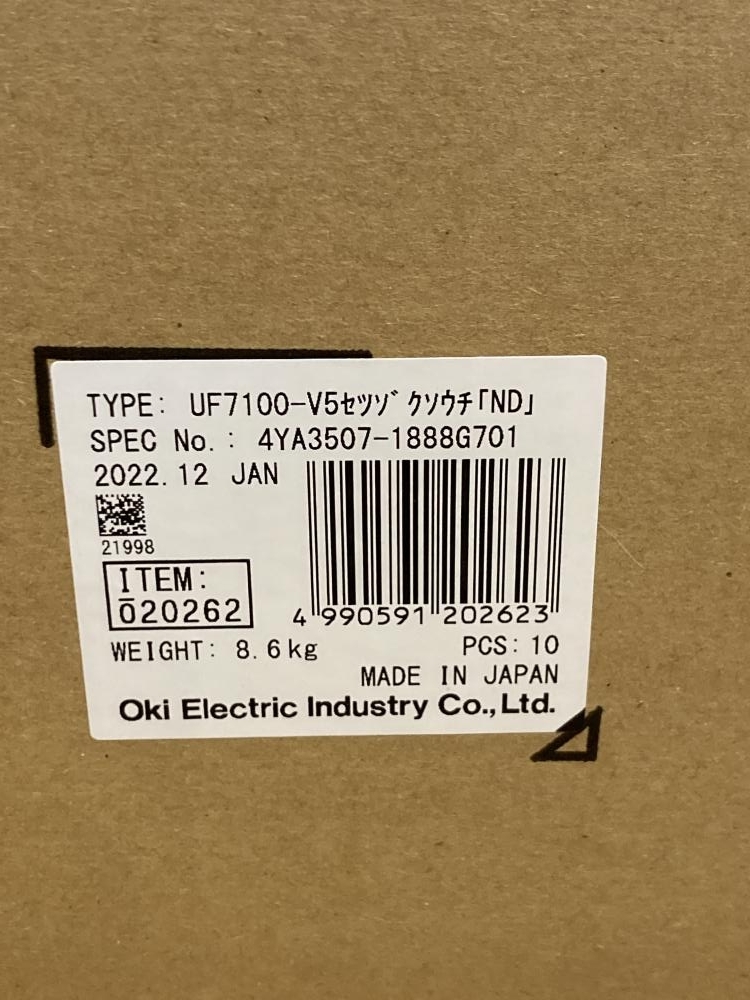 TYPE: UF7100-V5ｾﾂｿﾞｸｿｳﾁ｢ND｣
SPEC No.: 4YA3507-1888G701
2022.12 JAN
21998
ITEM:
020262
4 990591 202623
WEIGHT: 8.6kg PCS: 10
MADE IN JAPAN
Oki Electric Industry Co.,Ltd.